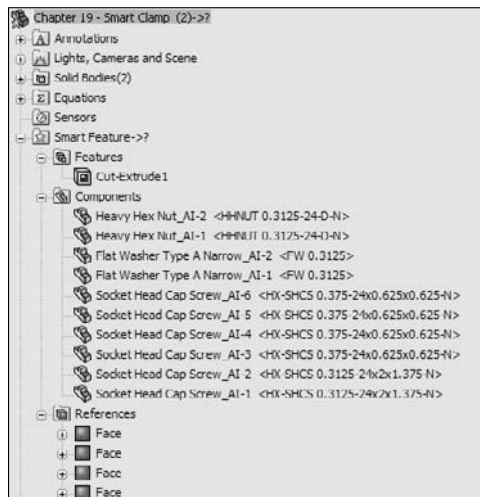 Chapter 19 - Smart Clamp (2)->?
Annotations
Lights, Cameras and Scene
Solid Bodies(2)
Equations
Sensors
Smart Feature->?
Features
Cut-Extrude1
Components
Heavy Hex Nut_AI-2 <HHNUT 0.3125-24-D-N>
Heavy Hex Nut_AI-1 <HHNUT 0.3125-24-D-N>
Flat Washer Type A Narrow_AI-2 <FW 0.3125>
Flat Washer Type A Narrow_AI-1 <FW 0.3125>
Socket Head Cap Screw_AI-6 <HX-SHCS 0.375-24x0.625x0.625-N>
Socket Head Cap Screw_AI-5 <HX-SHCS 0.375-24x0.625x0.625-N>
Socket Head Cap Screw_AI-4 <HX-SHCS 0.375-24x0.625x0.625-N>
Socket Head Cap Screw_AI-3 <HX-SHCS 0.375-24x0.625x0.625-N>
Socket Head Cap Screw_AI-2 <HX-SHCS 0.3125-24x2x1.375-N>
Socket Head Cap Screw_AI-1 <HX-SHCS 0.3125-24x2x1.375-N>
References
Face
Face
Face
Face